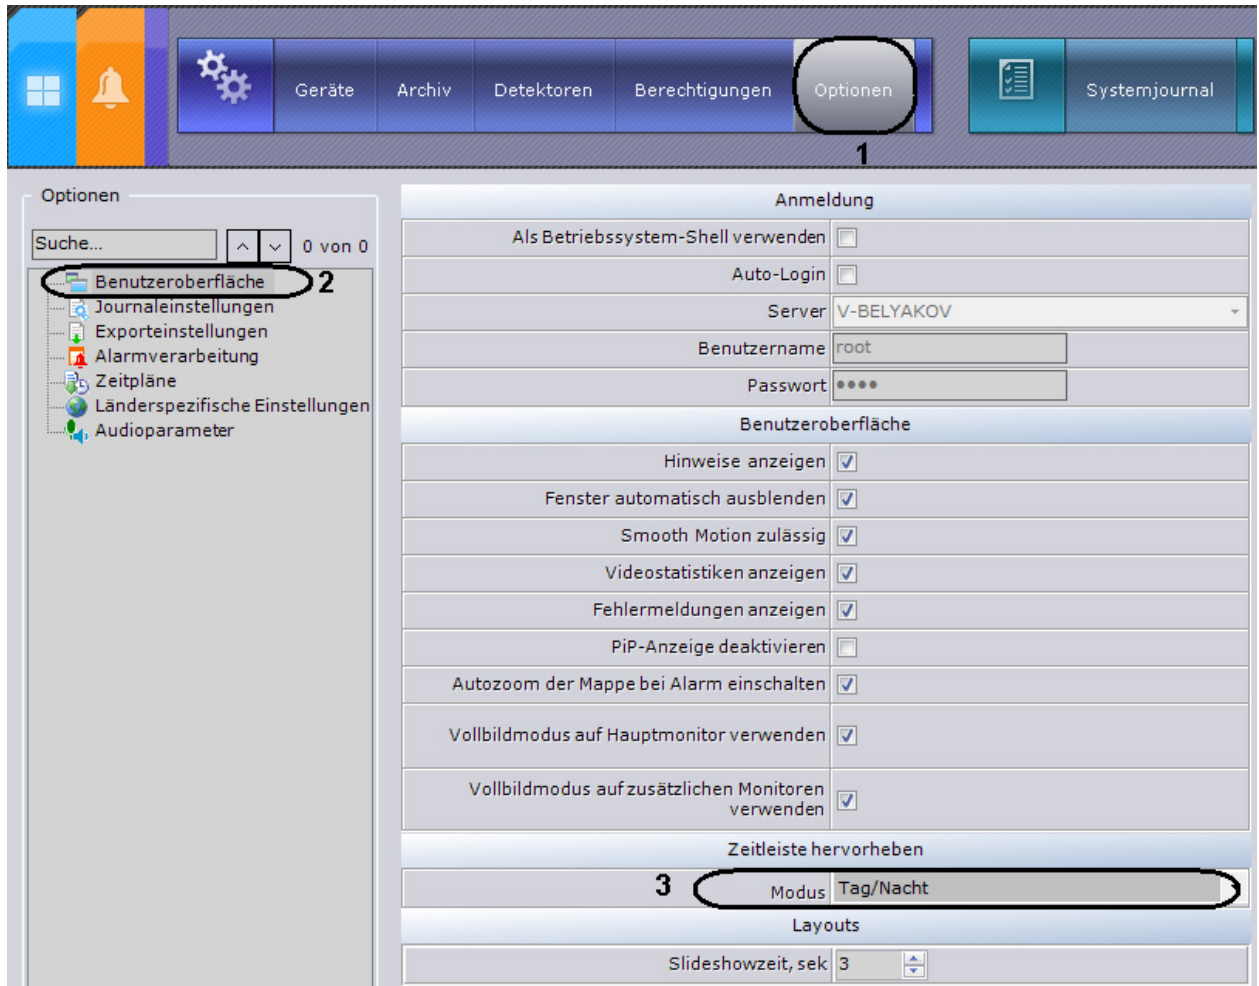 Geräte Archiv Detektoren Berechtigungen Optionen Systemjournal
1
Optionen
Suche... 0 von 0
Benutzeroberfläche 2
Journaleinstellungen
Exporteinstellungen
Alarmverarbeitung
Zeitpläne
Länderspezifische Einstellungen
Audioparameter
Anmeldung
Als Betriebssystem-Shell verwenden
Auto-Login
Server V-BELYAKOV
Benutzername root
Passwort ●●●●
Benutzeroberfläche
Hinweise anzeigen
Fenster automatisch ausblenden
Smooth Motion zulässig
Videostatistiken anzeigen
Fehlermeldungen anzeigen
PiP-Anzeige deaktivieren
Autozoom der Mappe bei Alarm einschalten
Vollbildmodus auf Hauptmonitor verwenden
Vollbildmodus auf zusätzlichen Monitoren
verwenden
Zeitleiste hervorheben
3 Modus Tag/Nacht
Layouts
Slideshowzeit, sek 3